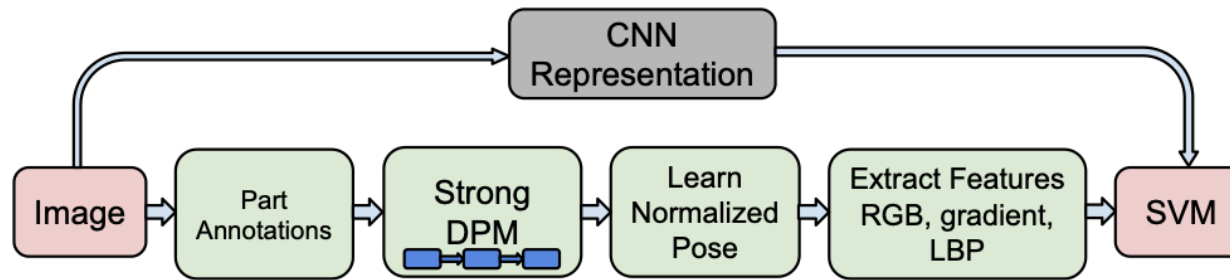 CNN
Representation
Image
Part
Annotations
Strong
DPM
Learn
Normalized
Pose
Extract Features
RGB, gradient,
LBP
SVM